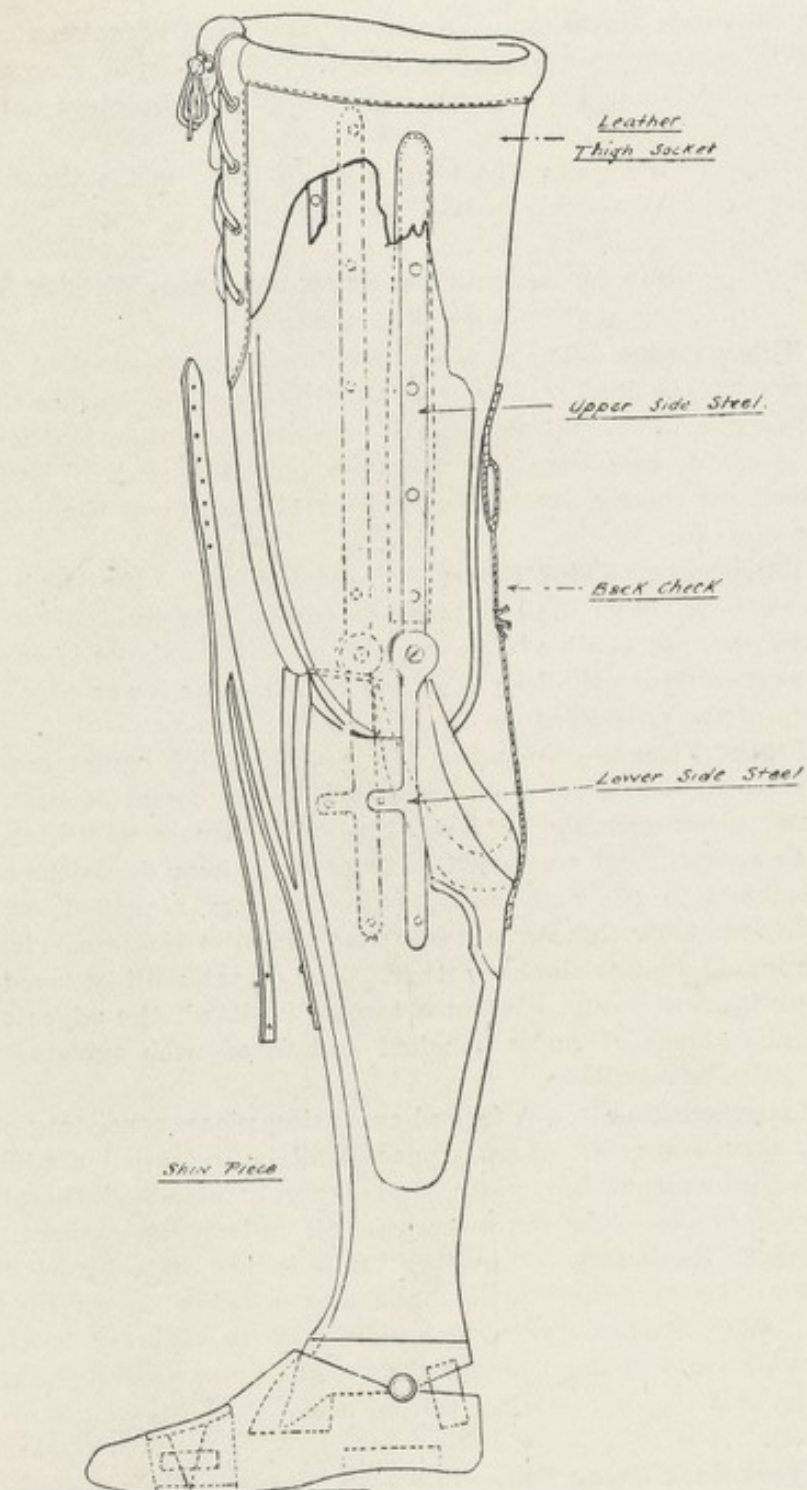 Leather
Thigh Socket
Upper Side Steel.
Back Check
Lower Side Steel
Shin Piece